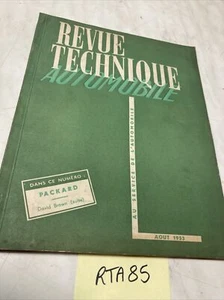 REVUE
TECHNIQUE
AUTOMOBILE
DANS CE NUMÉRO :
PACKARD
David Brown (Suite)
AU SERVICE DE L'AUTOMOBILE
AOUT 1953
RTA85